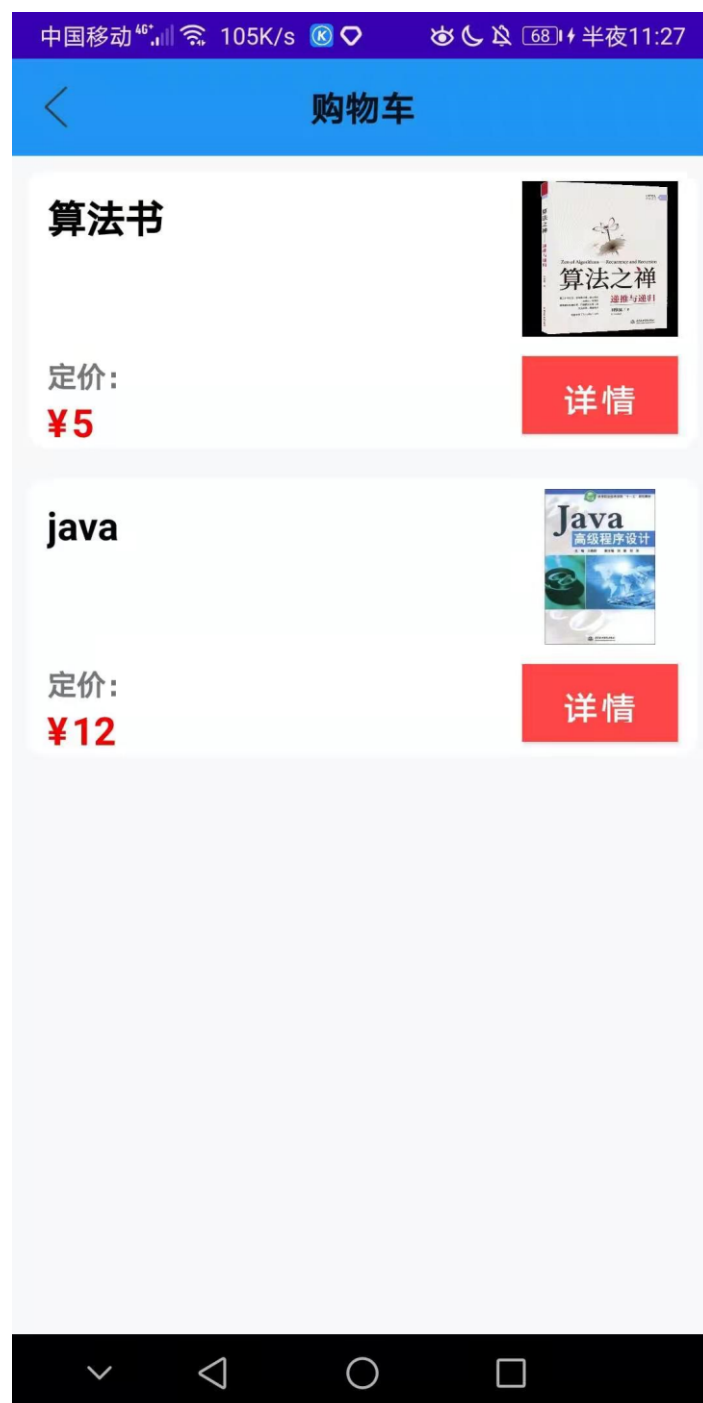 中国移动 4G+ 105K/s K 68 半夜11:27
购物车
算法书
算法之禅
递推与递归
定价：
¥5
详情
java
Java
高级程序设计
定价：
¥12
详情